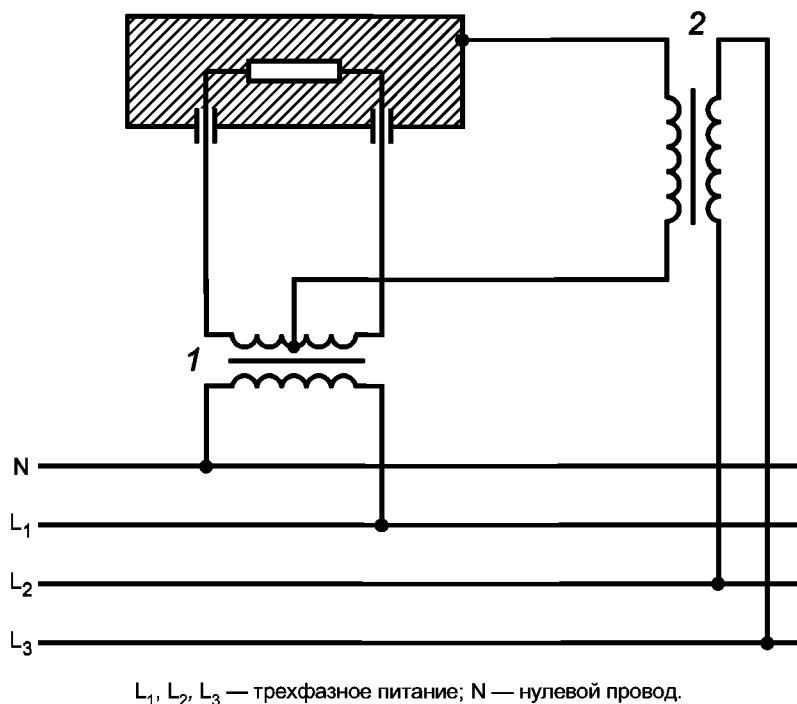 2
1
N
L₁
L₂
L₃
L₁, L₂, L₃ — трехфазное питание; N — нулевой провод.